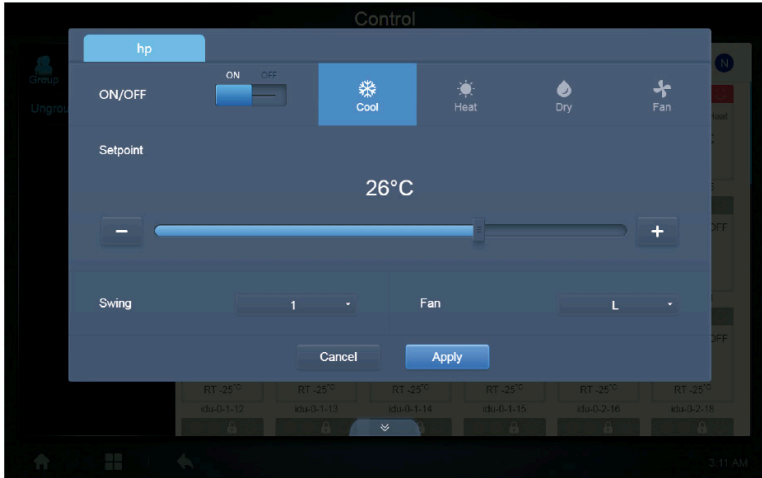 Control
hp
N
Group
ON/OFF
ON OFF
Cool
Heat
Dry
Fan
Setpoint
26°C
− +
Swing
1
Fan
L
Cancel
Apply
RT -25°C RT -25°C RT -25°C RT -25°C RT -25°C RT -25°C
idu-0-1-12 idu-0-1-13 idu-0-1-14 idu-0-1-15 idu-0-2-16 idu-0-2-18
3:11 AM